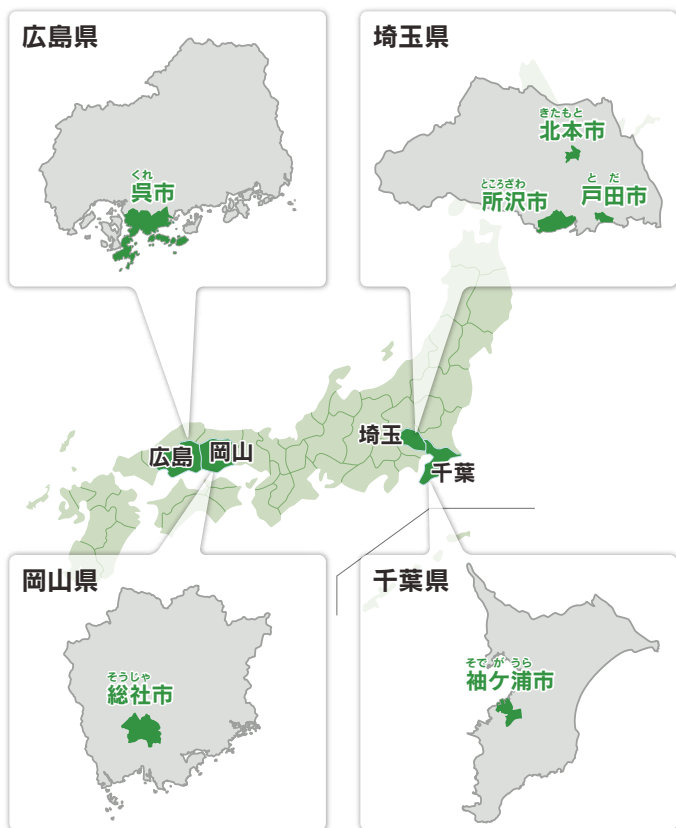 広島県
くれ
呉市
埼玉県
きたもと
北本市
ところざわ
所沢市
とだ
戸田市
広島
岡山
埼玉
千葉
岡山県
そうじゃ
総社市
千葉県
そでがうら
袖ケ浦市